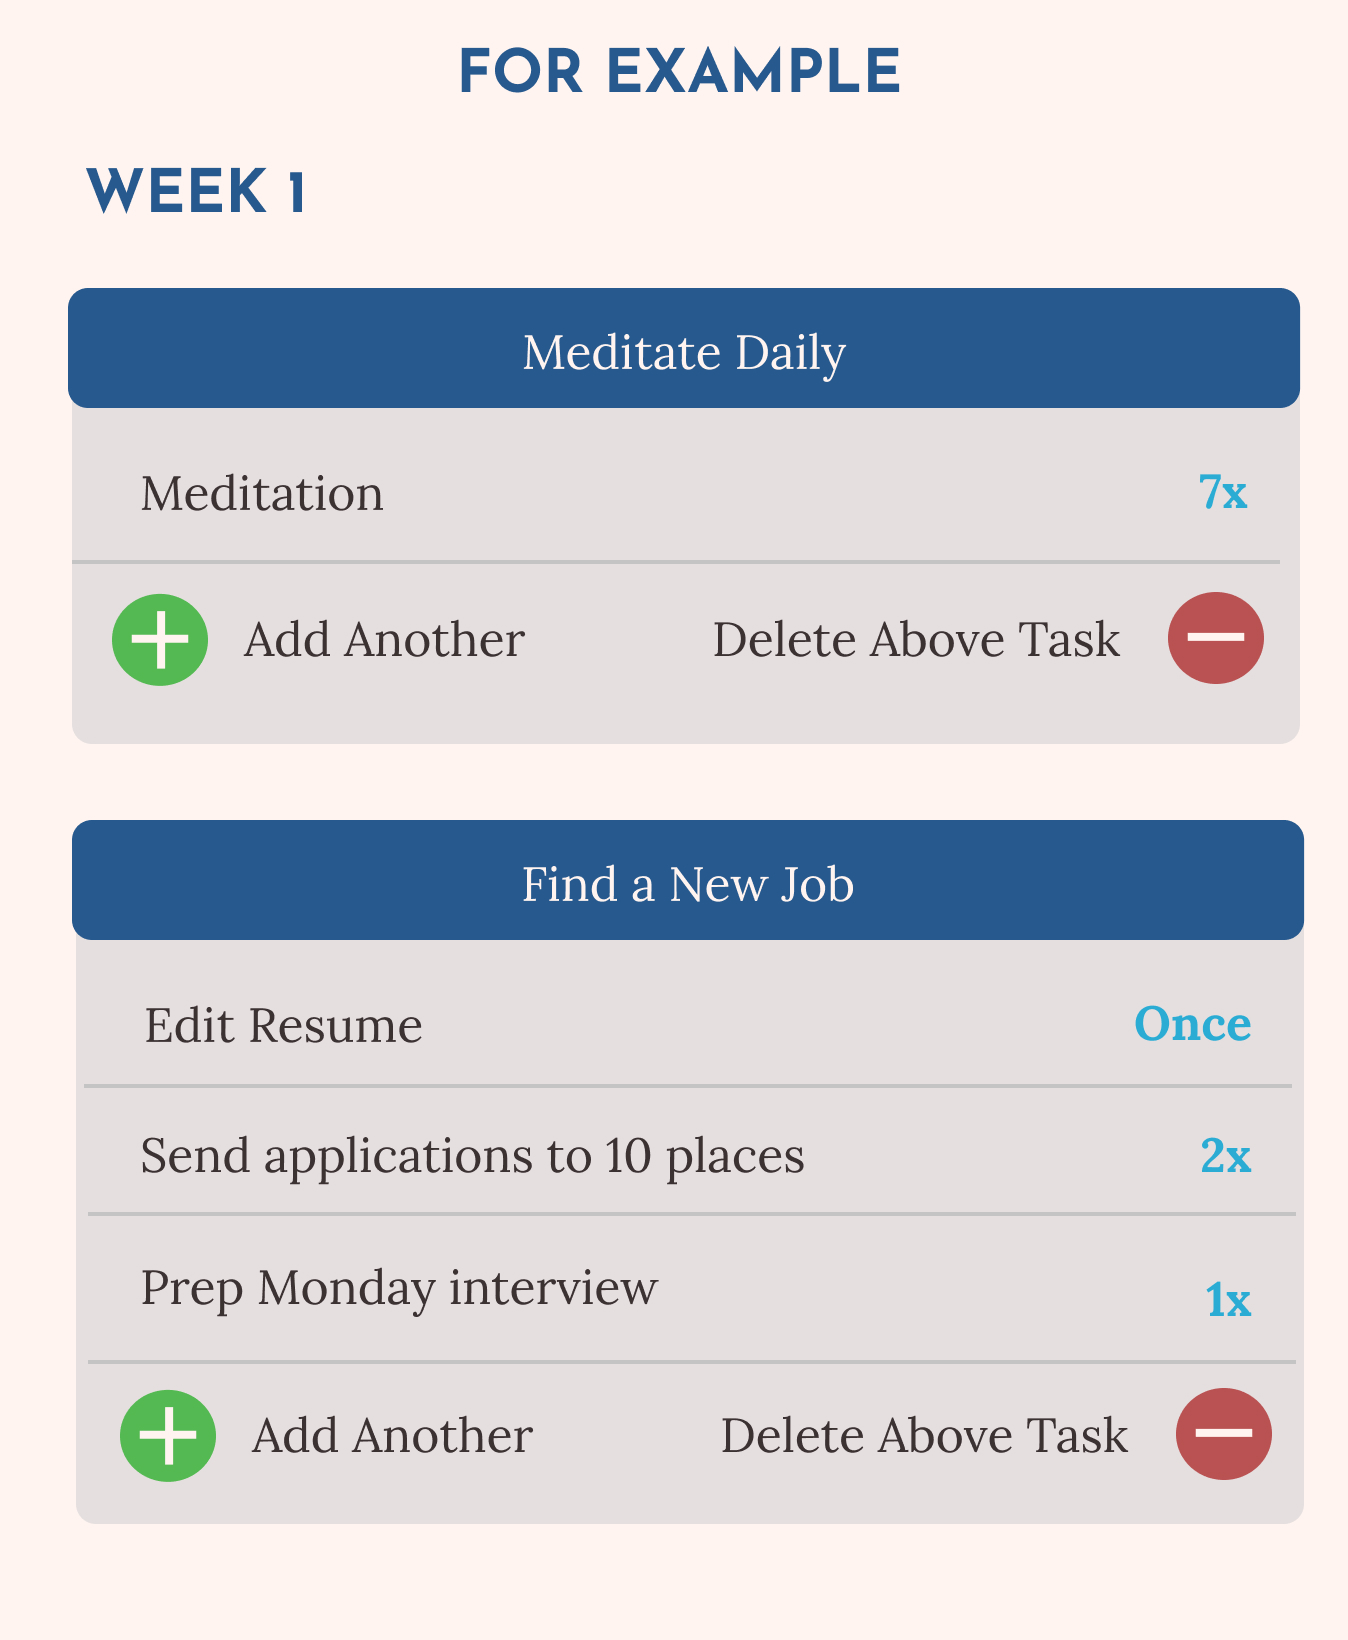 FOR EXAMPLE
WEEK 1
Meditate Daily
Meditation 7x
Add Another Delete Above Task
Find a New Job
Edit Resume Once
Send applications to 10 places 2x
Prep Monday interview 1x
Add Another Delete Above Task